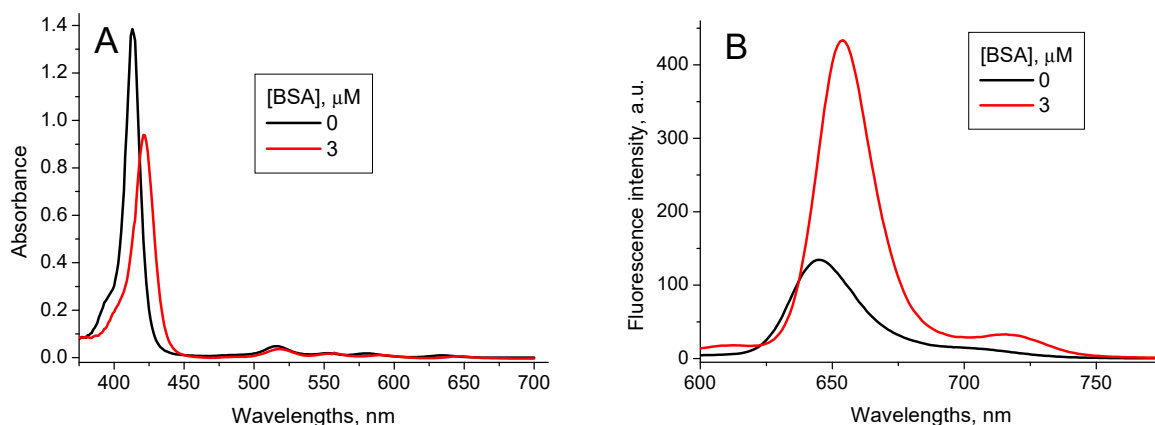 A
[BSA], μM
0
3
1.4
1.2
1.0
0.8
0.6
0.4
0.2
0.0
Absorbance
400 450 500 550 600 650 700
Wavelengths, nm
B
[BSA], μM
0
3
400
300
200
100
0
Fluorescence intensity, a.u.
600 650 700 750
Wavelengths, nm